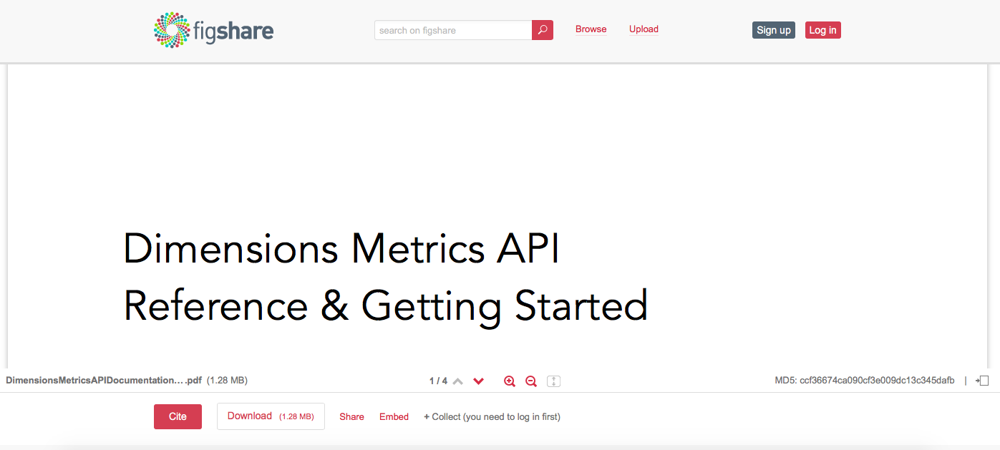 figshare
search on figshare
Browse
Upload
Sign up
Log in
Dimensions Metrics API
Reference & Getting Started
DimensionsMetricsAPIDocumentation... .pdf (1.28 MB)
1 / 4
MD5: ccf36674ca090cf3e009dc13c345dafb |
Cite
Download (1.28 MB)
Share
Embed
+ Collect (you need to log in first)